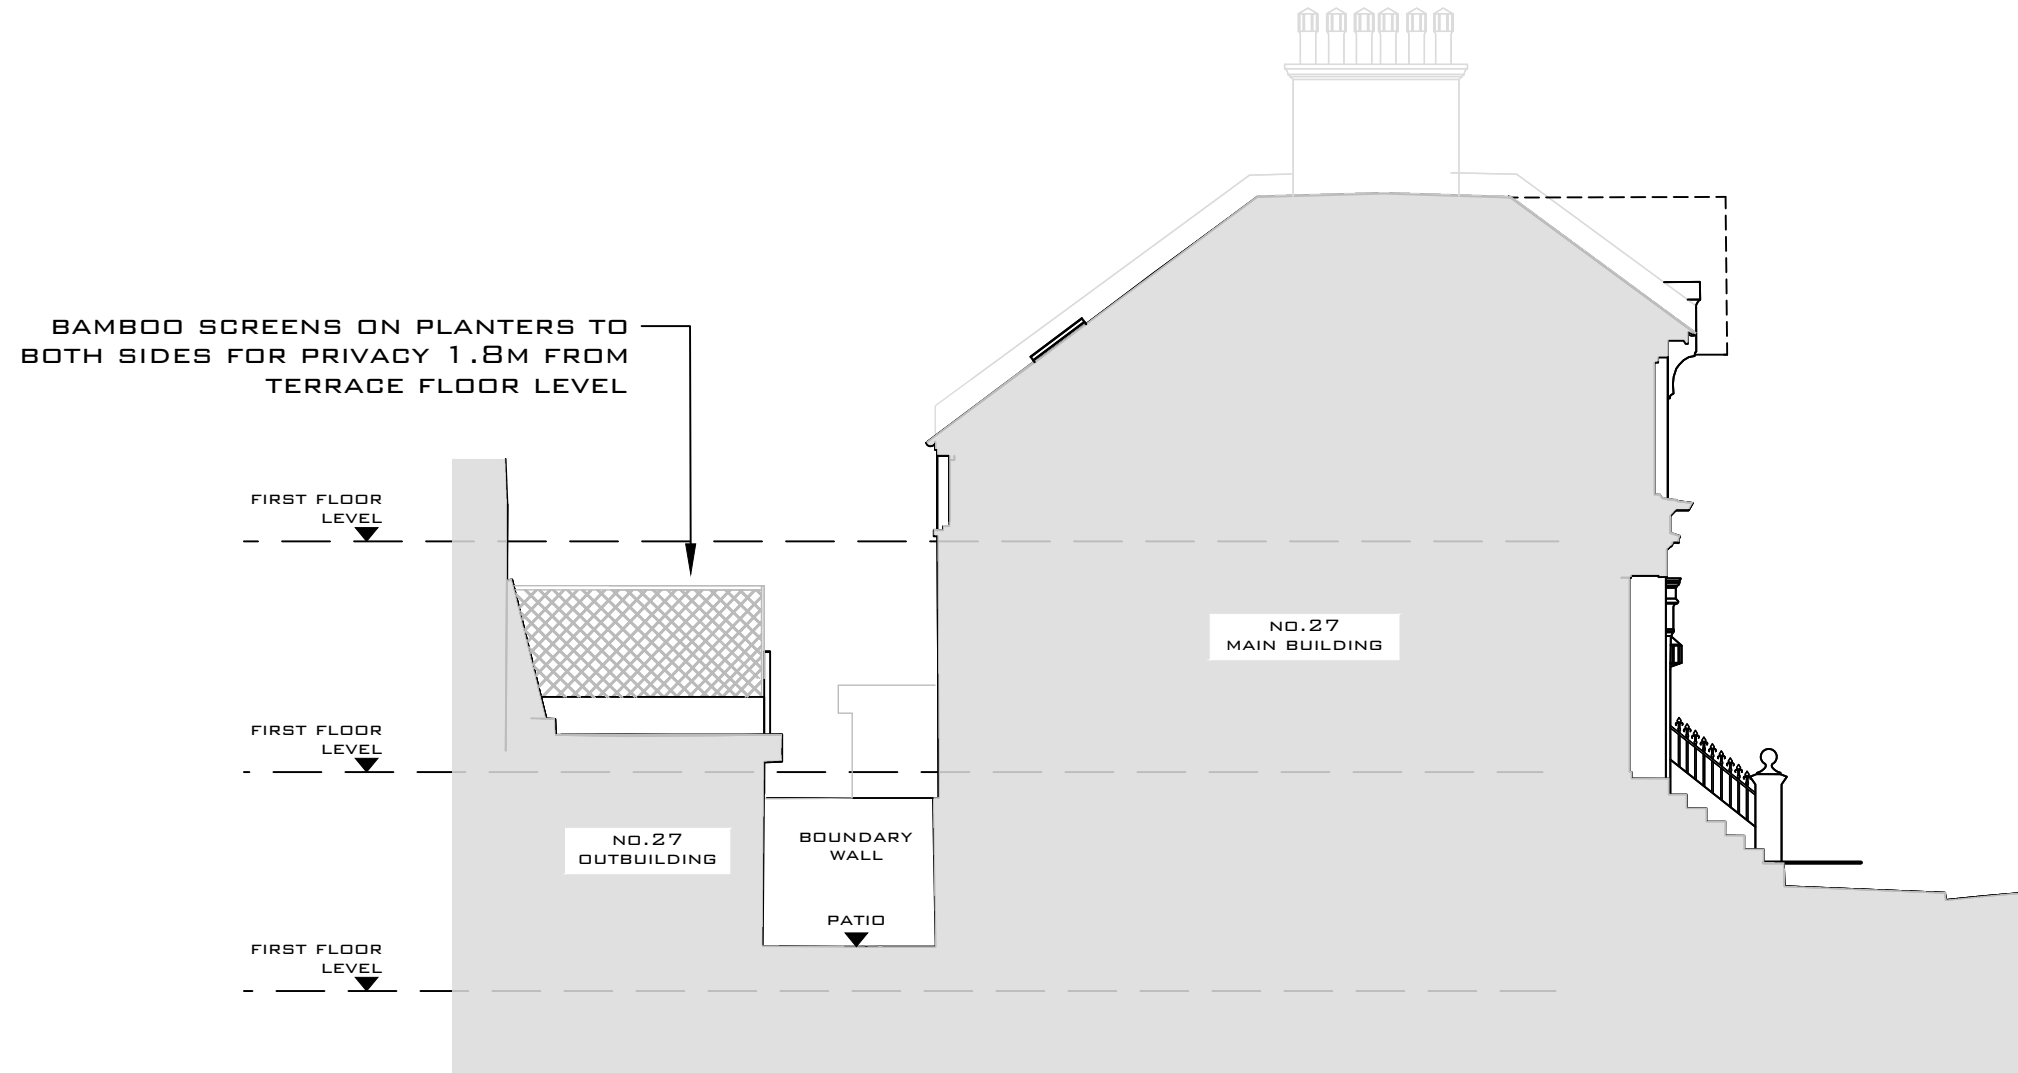 BAMBOO SCREENS ON PLANTERS TO
BOTH SIDES FOR PRIVACY 1.8M FROM
TERRACE FLOOR LEVEL
FIRST FLOOR
LEVEL
NO.27
MAIN BUILDING
FIRST FLOOR
LEVEL
NO.27
OUTBUILDING
BOUNDARY
WALL
PATIO
FIRST FLOOR
LEVEL